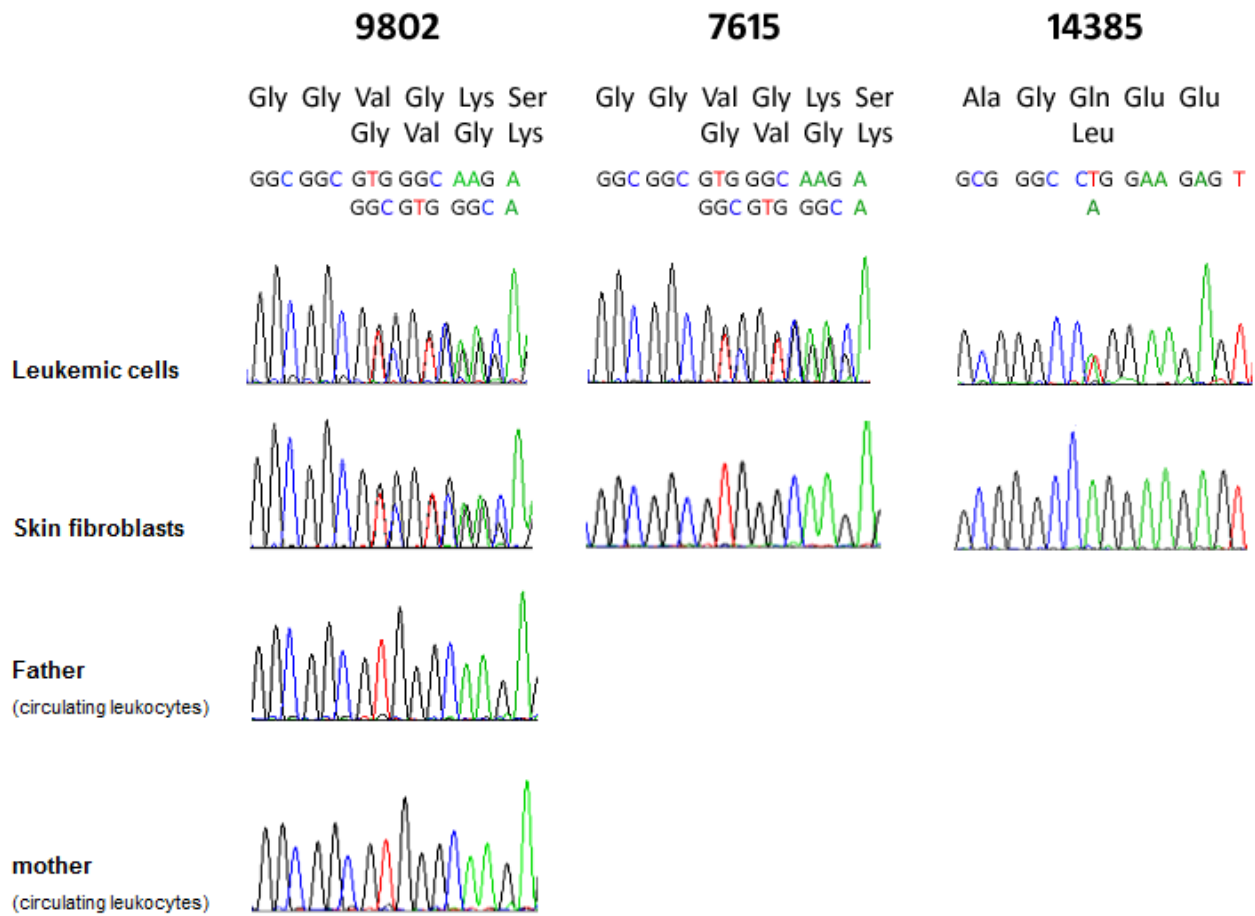 9802 7615 14385
Gly Gly Val Gly Lys Ser Gly Gly Val Gly Lys Ser Ala Gly Gln Glu Glu
Gly Val Gly Lys Gly Val Gly Lys Leu
GGC GGC GTG GGC AAG A GGC GGC GTG GGC AAG A GCG GGC CTG GAA GAG T
GGC GTG GGC A GGC GTG GGC A A
Leukemic cells
Skin fibroblasts
Father
(circulating leukocytes)
mother
(circulating leukocytes)